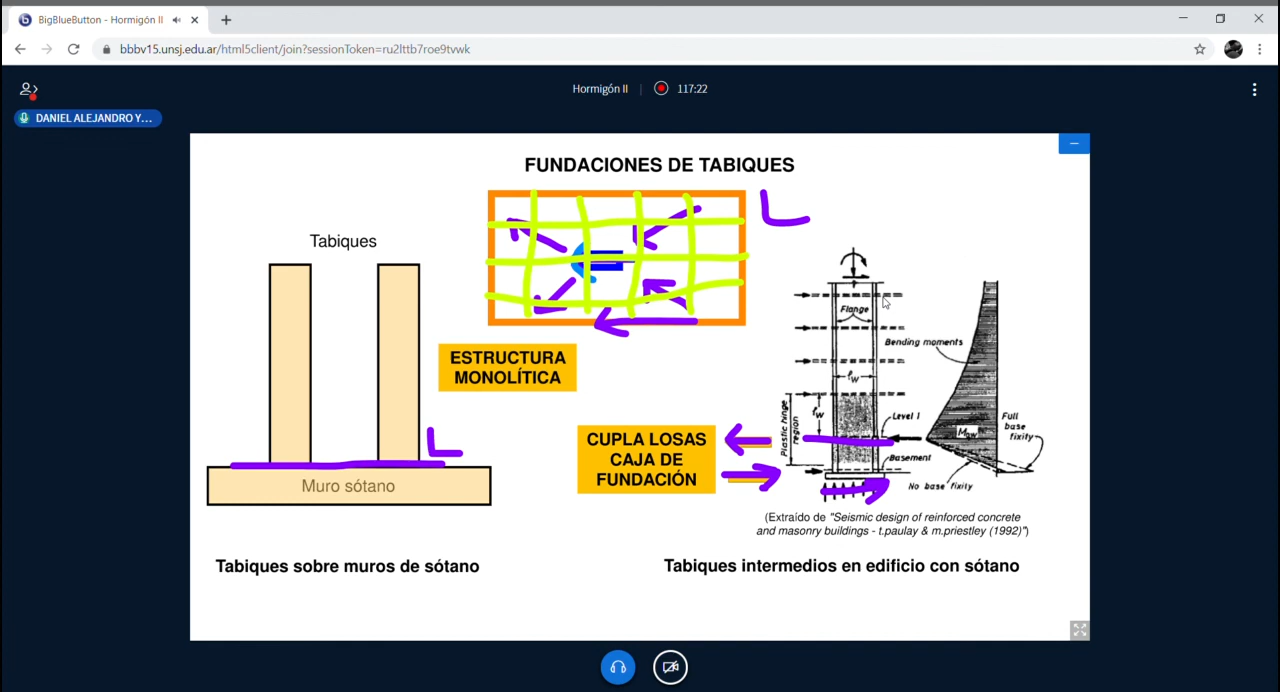 BigBlueButton - Hormigón II
bbbv15.unsj.edu.ar/html5client/join?sessionToken=ru2lttb7roe9tvwk
Hormigón II
117:22
DANIEL ALEJANDRO Y...
FUNDACIONES DE TABIQUES
Tabiques
Muro sótano
Tabiques sobre muros de sótano
ESTRUCTURA
MONOLÍTICA
CUPLA LOSAS
CAJA DE
FUNDACIÓN
Flange
Bending moments
ℓw
ℓw
Plastic hinge
region
Level 1
Basement
Full
base
fixity
No base fixity
(Extraído de "Seismic design of reinforced concrete
and masonry buildings - t.paulay & m.priestley (1992)")
Tabiques intermedios en edificio con sótano